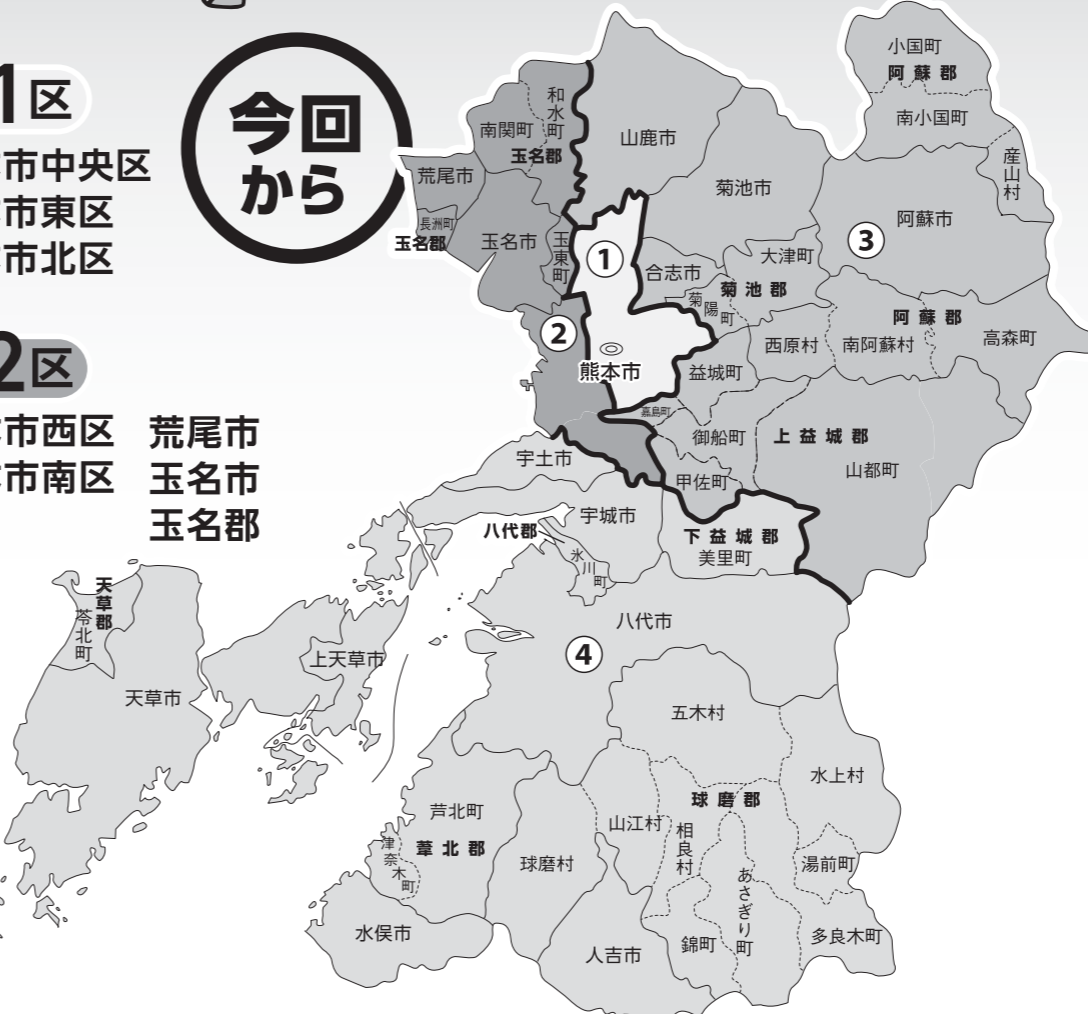 今回
から
1区
市中央区
市東区
市北区
2区
市西区 荒尾市
市南区 玉名市
玉名郡
小国町
阿蘇郡
南小国町
産山村
和水町
南関町
玉名郡
山鹿市
荒尾市
長洲町
玉名郡
玉名市
玉東町
菊池市
阿蘇市
①
②
③
合志市
大津町
菊池郡
菊陽町
阿蘇郡
高森町
西原村
南阿蘇村
熊本市
益城町
嘉島町
御船町
上益城郡
山都町
甲佐町
宇土市
宇城市
八代郡
氷川町
下益城郡
美里町
八代市
④
天草郡
苓北町
天草市
上天草市
五木村
水上村
球磨郡
芦北町
葦北郡
津奈木町
球磨村
山江村
相良村
あさぎり町
湯前町
多良木町
錦町
水俣市
人吉市